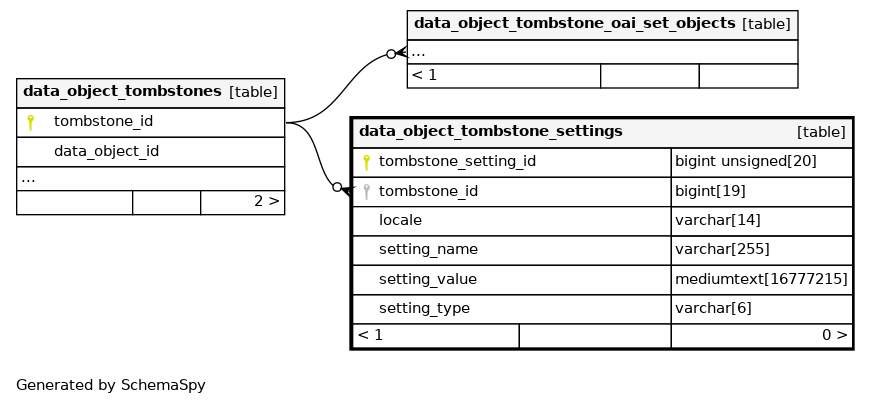 data_object_tombstone_oai_set_objects [table]
...
< 1
data_object_tombstones [table]
tombstone_id
data_object_id
...
2 >
data_object_tombstone_settings [table]
tombstone_setting_id bigint unsigned[20]
tombstone_id bigint[19]
locale varchar[14]
setting_name varchar[255]
setting_value mediumtext[16777215]
setting_type varchar[6]
< 1 0 >
Generated by SchemaSpy